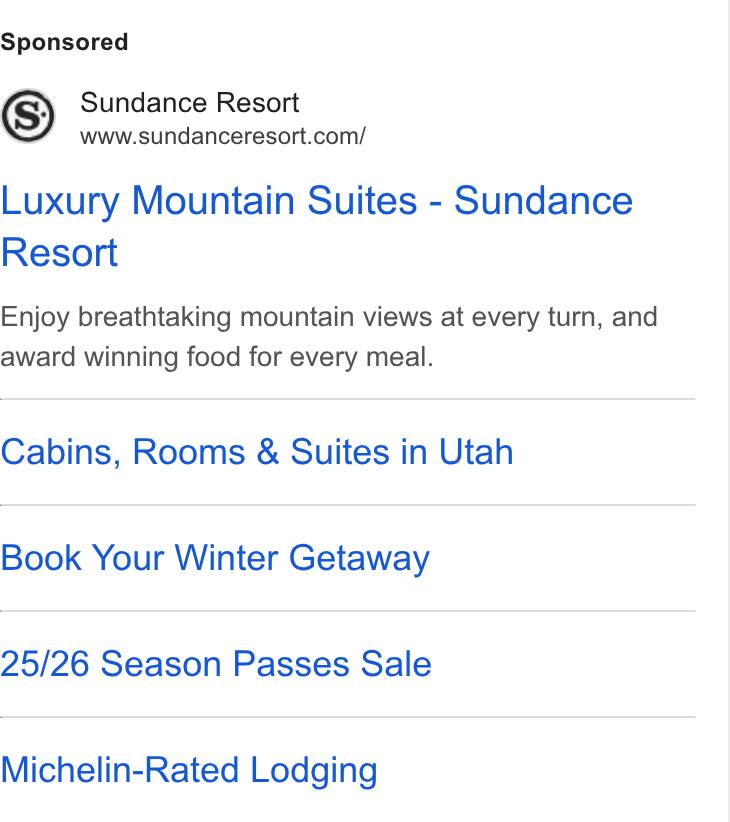 Sponsored
S
Sundance Resort
www.sundanceresort.com/
Luxury Mountain Suites - Sundance
Resort
Enjoy breathtaking mountain views at every turn, and
award winning food for every meal.
Cabins, Rooms & Suites in Utah
Book Your Winter Getaway
25/26 Season Passes Sale
Michelin-Rated Lodging